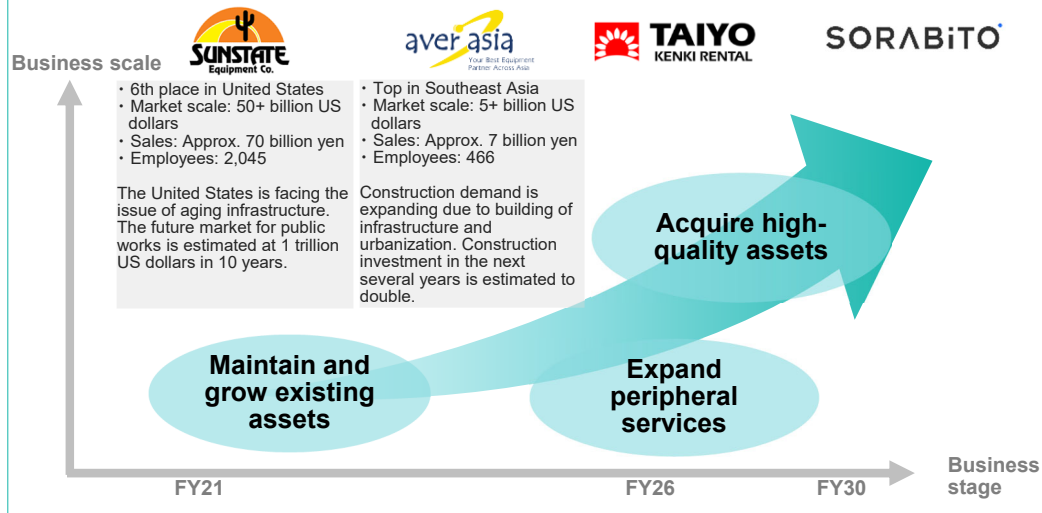 Business scale
SUNSTATE
Equipment Co.
・6th place in United States
・Market scale: 50+ billion US
dollars
・Sales: Approx. 70 billion yen
・Employees: 2,045
The United States is facing the
issue of aging infrastructure.
The future market for public
works is estimated at 1 trillion
US dollars in 10 years.
aver asia
Your Best Equipment
Partner Across Asia
・Top in Southeast Asia
・Market scale: 5+ billion US
dollars
・Sales: Approx. 7 billion yen
・Employees: 466
Construction demand is
expanding due to building of
infrastructure and
urbanization. Construction
investment in the next
several years is estimated to
double.
TAIYO
KENKI RENTAL
SORABiTO
Acquire high-
quality assets
Maintain and
grow existing
assets
Expand
peripheral
services
FY21
FY26
FY30
Business
stage